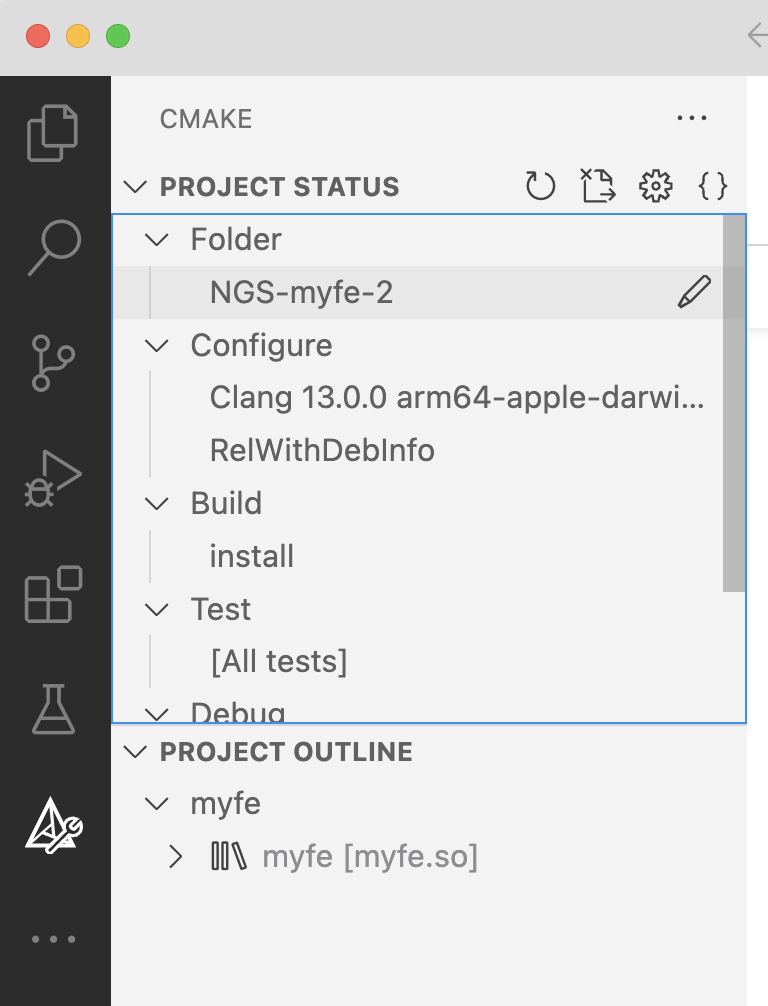 CMAKE
PROJECT STATUS
Folder
NGS-myfe-2
Configure
Clang 13.0.0 arm64-apple-darwi...
RelWithDebInfo
Build
install
Test
[All tests]
Debug
PROJECT OUTLINE
myfe
myfe [myfe.so]